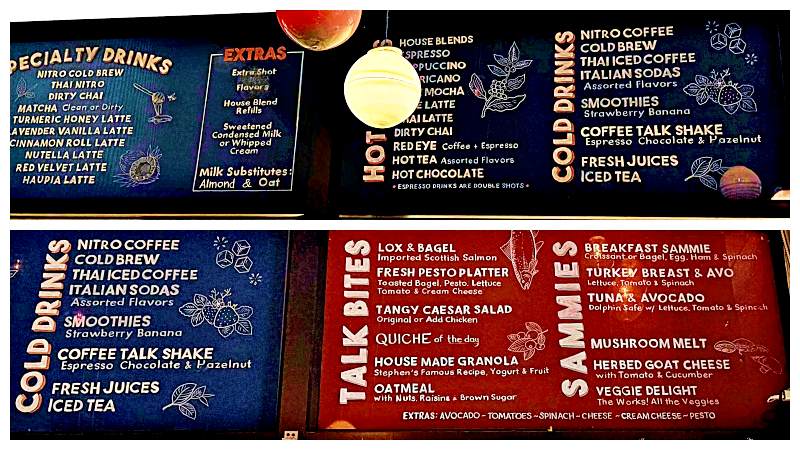 PECIALTY DRINKS
NITRO COLD BREW
THAI NITRO
DIRTY CHAI
MATCHA Clean or Dirty
TURMERIC HONEY LATTE
LAVENDER VANILLA LATTE
CINNAMON ROLL LATTE
NUTELLA LATTE
RED VELVET LATTE
HAUPIA LATTE
EXTRAS
Extra Shot
Flavors
House Blend
Refills
Sweetened
Condensed Milk
or Whipped
Cream
Milk Substitutes:
Almond & Oat
HOT
HOUSE BLENDS
ESPRESSO
PPUCCINO
RICANO
MOCHA
LATTE
LATTE
DIRTY CHAI
RED EYE Coffee + Espresso
HOT TEA Assorted Flavors
HOT CHOCOLATE
• ESPRESSO DRINKS ARE DOUBLE SHOTS •
COLD DRINKS
NITRO COFFEE
COLD BREW
THAI ICED COFFEE
ITALIAN SODAS
Assorted Flavors
SMOOTHIES
Strawberry Banana
COFFEE TALK SHAKE
Espresso Chocolate & Hazelnut
FRESH JUICES
ICED TEA
COLD DRINKS
NITRO COFFEE
COLD BREW
THAI ICED COFFEE
ITALIAN SODAS
Assorted Flavors
SMOOTHIES
Strawberry Banana
COFFEE TALK SHAKE
Espresso Chocolate & Hazelnut
FRESH JUICES
ICED TEA
TALK BITES
LOX & BAGEL
Imported Scottish Salmon
FRESH PESTO PLATTER
Toasted Bagel, Pesto, Lettuce
Tomato & Cream Cheese
TANGY CAESAR SALAD
Original or Add Chicken
QUICHE of the day
HOUSE MADE GRANOLA
Stephen's Famous Recipe, Yogurt & Fruit
OATMEAL
with Nuts, Raisins & Brown Sugar
SAMMIES
BREAKFAST SAMMIE
Croissant or Bagel, Egg, Ham & Spinach
TURKEY BREAST & AVO
Lettuce, Tomato & Spinach
TUNA & AVOCADO
Dolphin Safe w/ Lettuce, Tomato & Spinach
MUSHROOM MELT
HERBED GOAT CHEESE
with Tomato & Cucumber
VEGGIE DELIGHT
The Works! All the Veggies
EXTRAS: AVOCADO ~ TOMATOES ~ SPINACH ~ CHEESE ~ CREAM CHEESE ~ PESTO